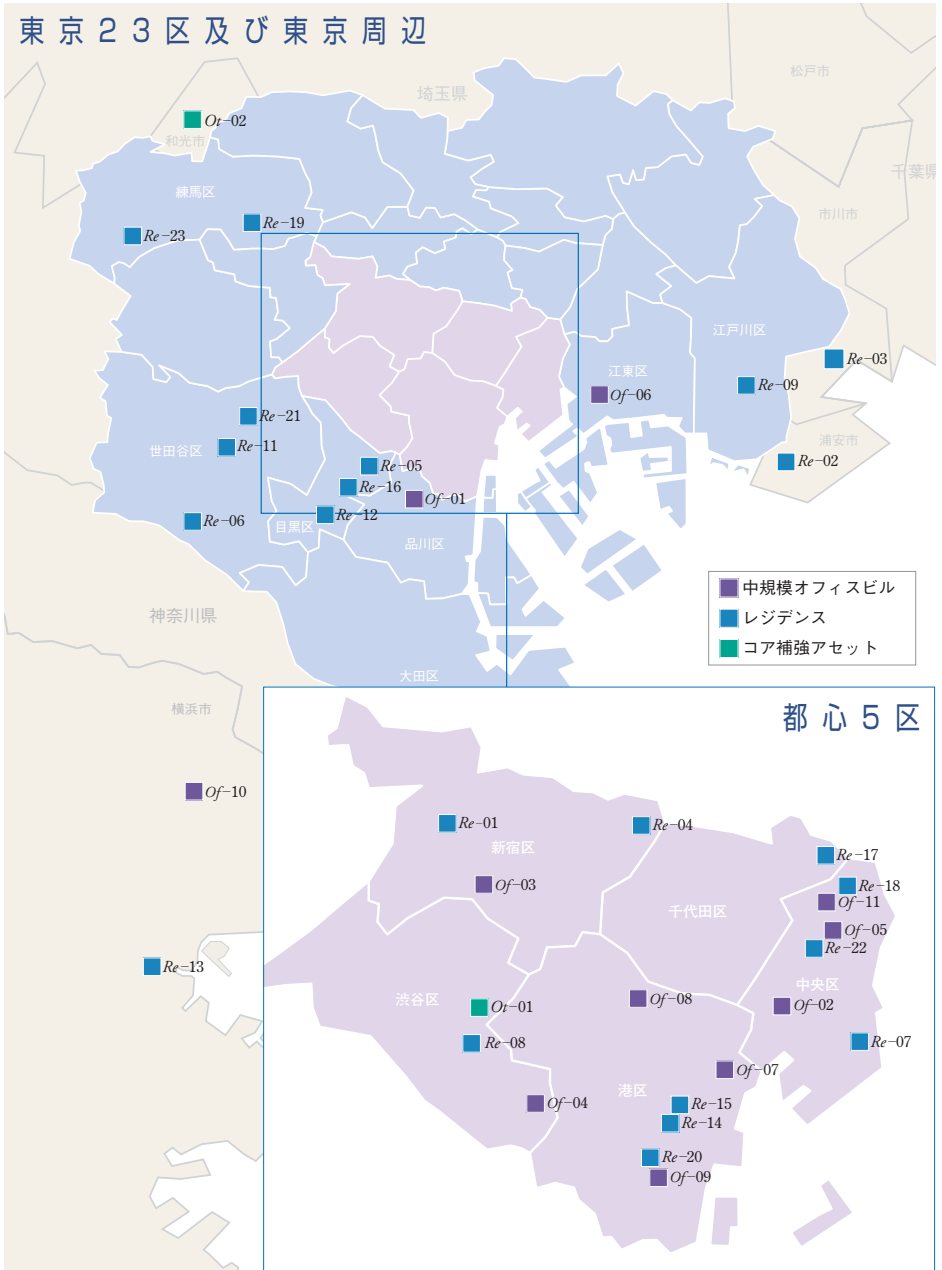 東京23区及び東京周辺
松戸市
埼玉県
Ot-02
和光市
千葉県
練馬区
市川市
Re-19
Re-23
江戸川区
Re-03
江東区
Re-09
Of-06
Re-21
世田谷区
Re-11
浦安市
Re-02
Re-05
Re-16
Of-01
Re-12
Re-06
目黒区
品川区
中規模オフィスビル
レジデンス
コア補強アセット
神奈川県
大田区
横浜市
都心5区
Of-10
Re-01
Re-04
新宿区
Re-17
Of-03
Re-18
Of-11
千代田区
Of-05
Re-22
Re-13
中央区
渋谷区
Of-08
Ot-01
Of-02
Re-08
Re-07
Of-07
港区
Of-04
Re-15
Re-14
Re-20
Of-09